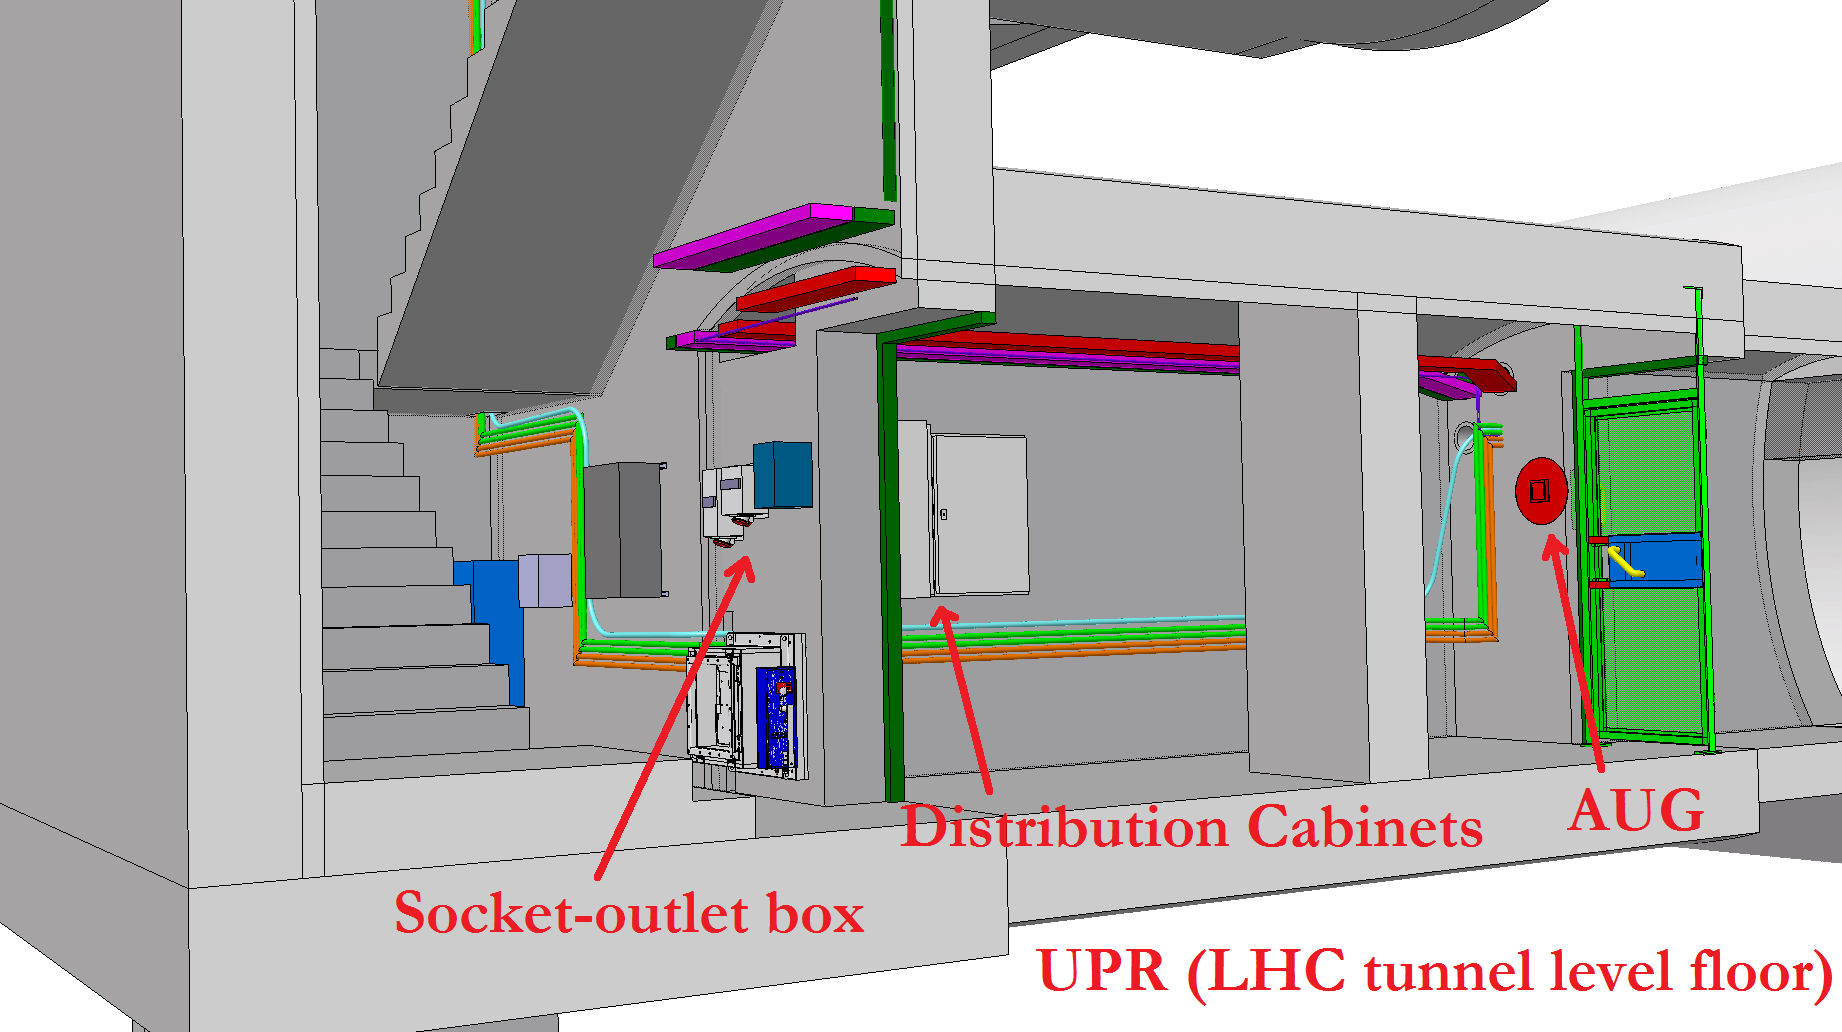 Distribution Cabinets
AUG
Socket-outlet box
UPR (LHC tunnel level floor)